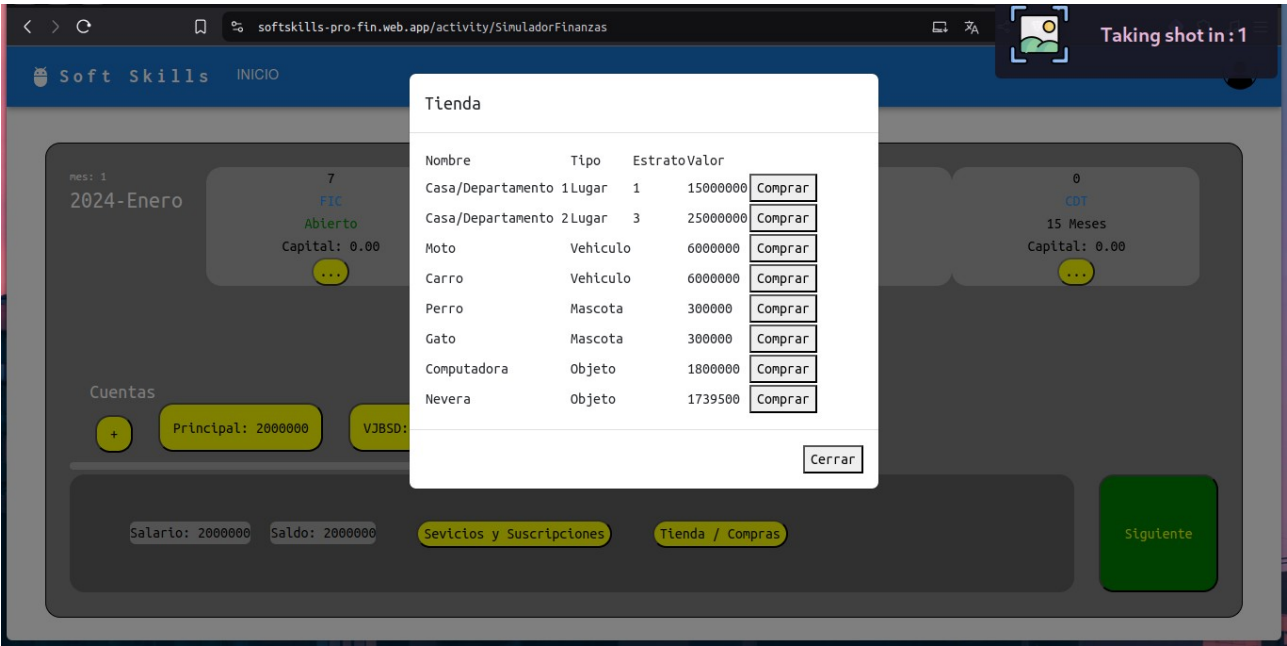 softskills-pro-fin.web.app/activity/SimuladorFinanzas
Taking shot in : 1
Soft Skills INICIO
Tienda
Nombre Tipo Estrato Valor
Casa/Departamento 1 Lugar 1 15000000 Comprar
Casa/Departamento 2 Lugar 3 25000000 Comprar
Moto Vehiculo 6000000 Comprar
Carro Vehiculo 6000000 Comprar
Perro Mascota 300000 Comprar
Gato Mascota 300000 Comprar
Computadora Objeto 1800000 Comprar
Nevera Objeto 1739500 Comprar
Cerrar
mes: 1
2024-Enero
7
FIC
Abierto
Capital: 0.00
...
0
CDT
15 Meses
Capital: 0.00
...
Cuentas
+
Principal: 2000000
VJBSD:
Salario: 2000000
Saldo: 2000000
Sevicios y Suscripciones
Tienda / Compras
Siguiente